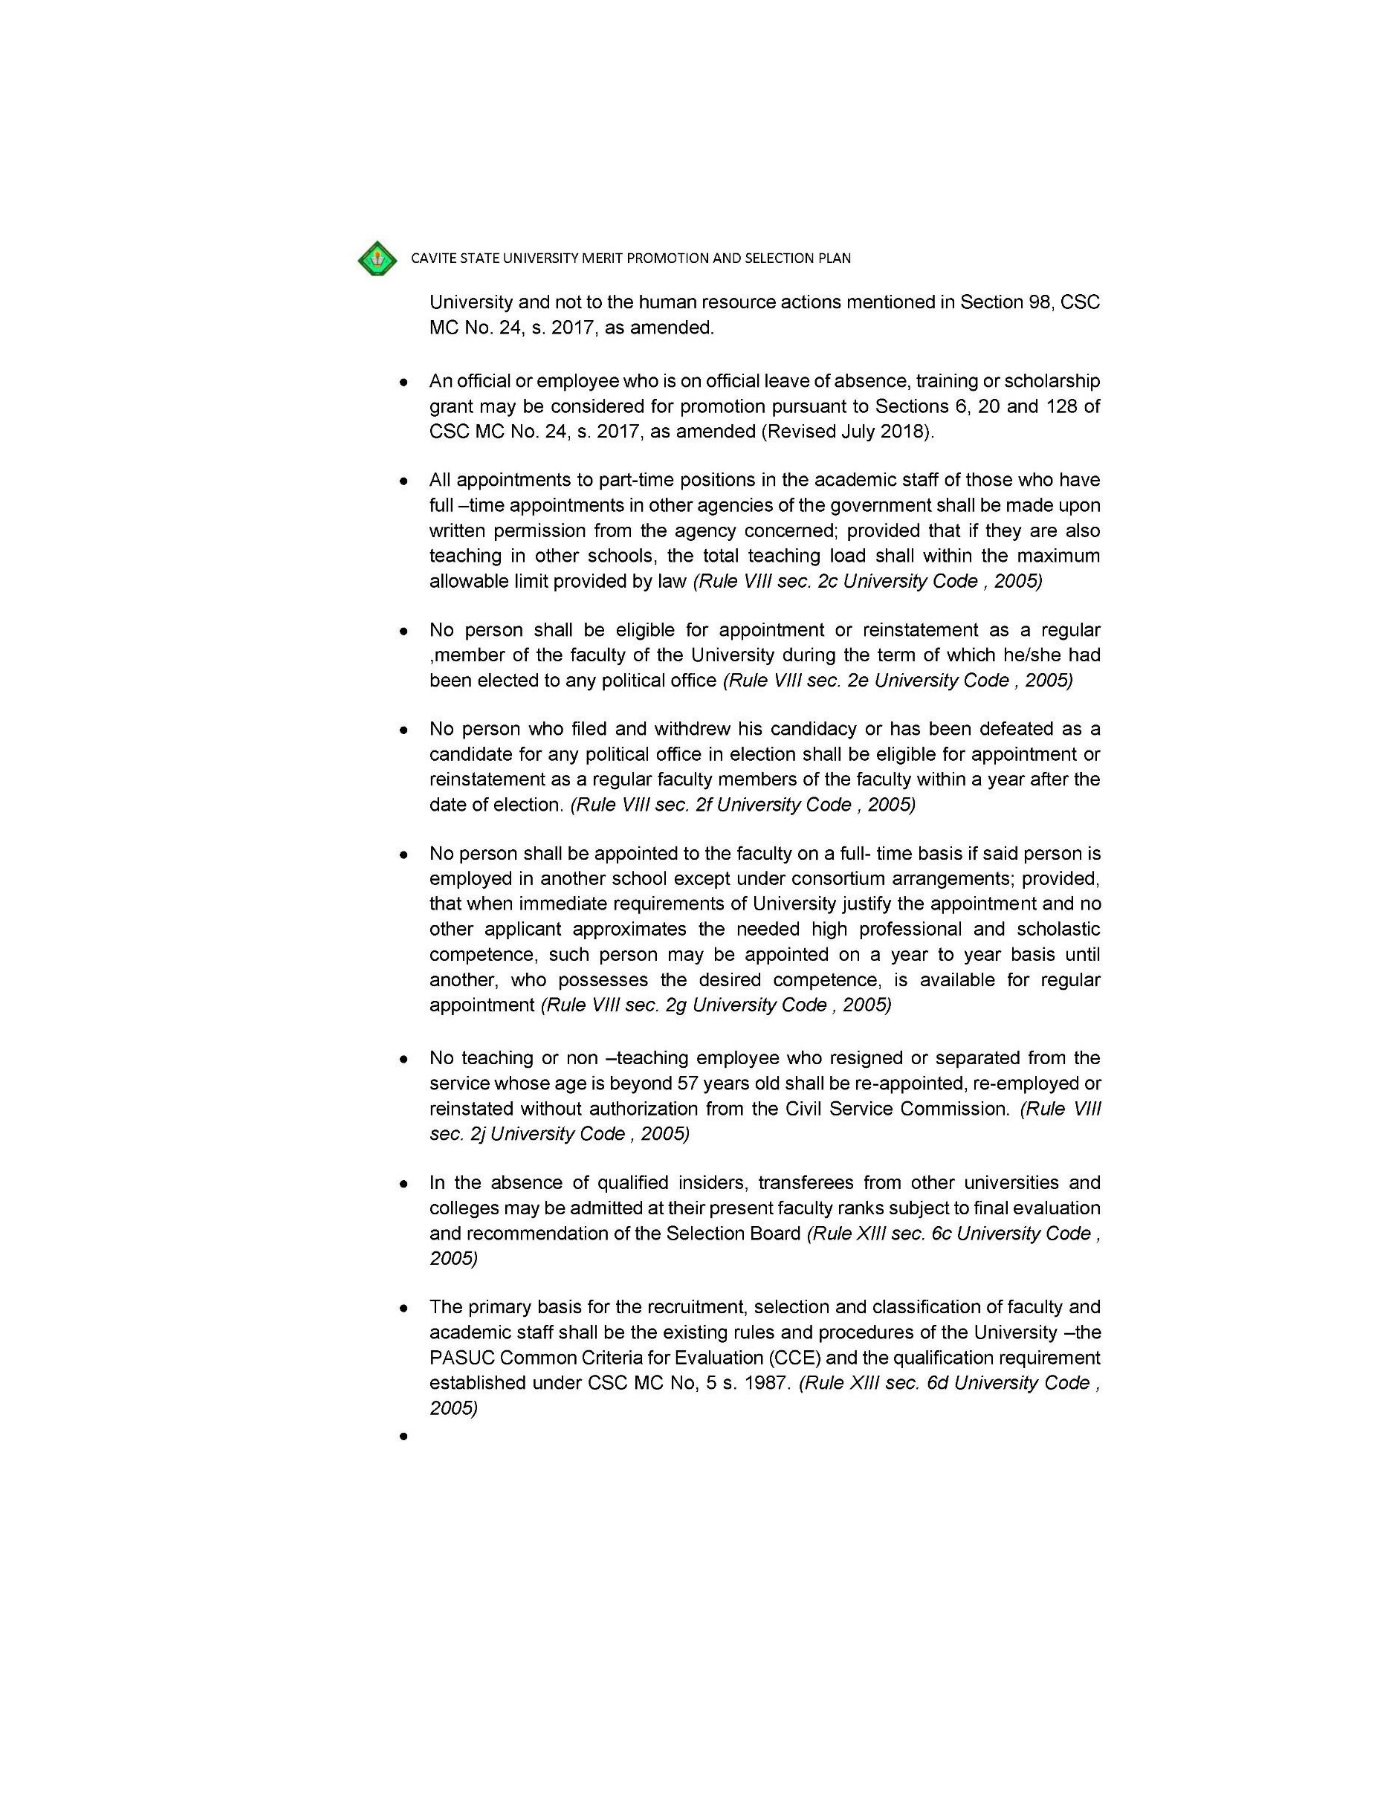 CAVITE STATE UNIVERSITY MERIT PROMOTION AND SELECTION PLAN
University and not to the human resource actions mentioned in Section 98, CSC
MC No. 24, s. 2017, as amended.
● An official or employee who is on official leave of absence, training or scholarship
grant may be considered for promotion pursuant to Sections 6, 20 and 128 of
CSC MC No. 24, s. 2017, as amended (Revised July 2018).
● All appointments to part-time positions in the academic staff of those who have
full –time appointments in other agencies of the government shall be made upon
written permission from the agency concerned; provided that if they are also
teaching in other schools, the total teaching load shall within the maximum
allowable limit provided by law (Rule VIII sec. 2c University Code , 2005)
● No person shall be eligible for appointment or reinstatement as a regular
,member of the faculty of the University during the term of which he/she had
been elected to any political office (Rule VIII sec. 2e University Code , 2005)
● No person who filed and withdrew his candidacy or has been defeated as a
candidate for any political office in election shall be eligible for appointment or
reinstatement as a regular faculty members of the faculty within a year after the
date of election. (Rule VIII sec. 2f University Code , 2005)
● No person shall be appointed to the faculty on a full- time basis if said person is
employed in another school except under consortium arrangements; provided,
that when immediate requirements of University justify the appointment and no
other applicant approximates the needed high professional and scholastic
competence, such person may be appointed on a year to year basis until
another, who possesses the desired competence, is available for regular
appointment (Rule VIII sec. 2g University Code , 2005)
● No teaching or non –teaching employee who resigned or separated from the
service whose age is beyond 57 years old shall be re-appointed, re-employed or
reinstated without authorization from the Civil Service Commission. (Rule VIII
sec. 2j University Code , 2005)
● In the absence of qualified insiders, transferees from other universities and
colleges may be admitted at their present faculty ranks subject to final evaluation
and recommendation of the Selection Board (Rule XIII sec. 6c University Code ,
2005)
● The primary basis for the recruitment, selection and classification of faculty and
academic staff shall be the existing rules and procedures of the University –the
PASUC Common Criteria for Evaluation (CCE) and the qualification requirement
established under CSC MC No, 5 s. 1987. (Rule XIII sec. 6d University Code ,
2005)
●